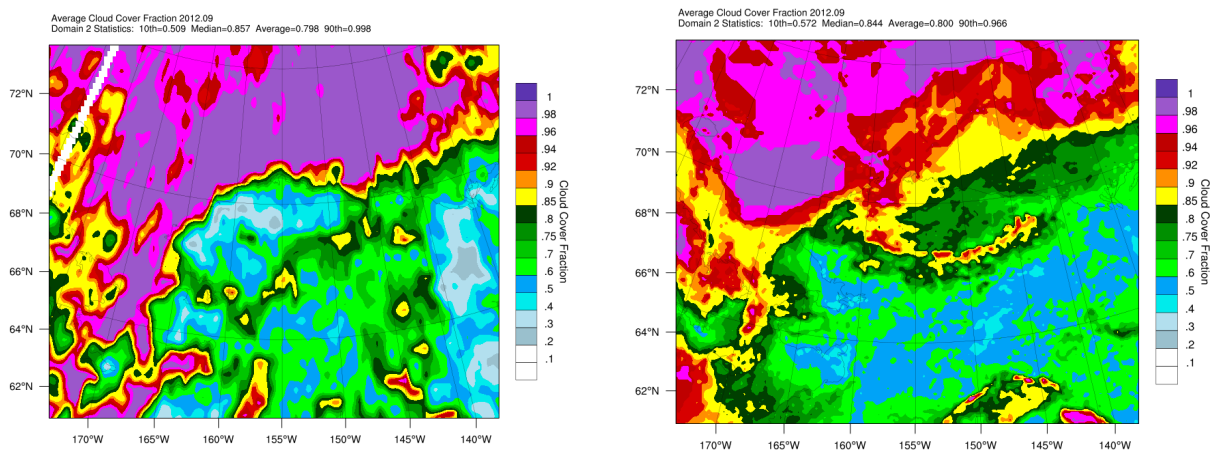 Average Cloud Cover Fraction 2012.09
Domain 2 Statistics: 10th=0.509 Median=0.857 Average=0.798 90th=0.998
72°N
70°N
68°N
66°N
64°N
62°N
170°W
165°W
160°W
155°W
150°W
145°W
140°W
1
.98
.96
.94
.92
.9
.85
.8
.75
.7
.6
.5
.4
.3
.2
.1
Cloud Cover Fraction
Average Cloud Cover Fraction 2012.09
Domain 2 Statistics: 10th=0.572 Median=0.844 Average=0.800 90th=0.966
72°N
70°N
68°N
66°N
64°N
62°N
170°W
165°W
160°W
155°W
150°W
145°W
140°W
1
.98
.96
.94
.92
.9
.85
.8
.75
.7
.6
.5
.4
.3
.2
.1
Cloud Cover Fraction